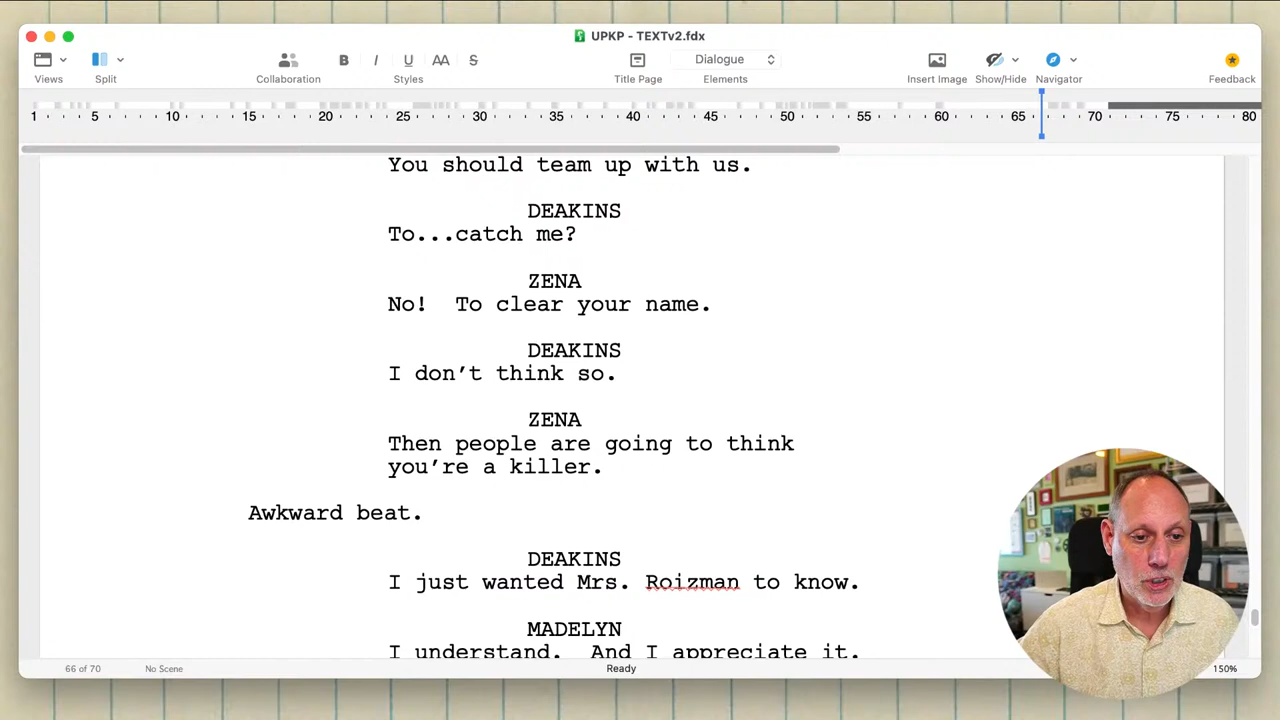 UPKP - TEXTv2.fdx
Views
Split
Collaboration
B I U AA S
Styles
Title Page
Dialogue
Elements
Insert Image
Show/Hide
Navigator
Feedback
1 5 10 15 20 25 30 35 40 45 50 55 60 65 70 75 80
You should team up with us.
DEAKINS
To...catch me?
ZENA
No!  To clear your name.
DEAKINS
I don’t think so.
ZENA
Then people are going to think
you’re a killer.
Awkward beat.
DEAKINS
I just wanted Mrs. Roizman to know.
MADELYN
I understand.  And I appreciate it.
66 of 70
No Scene
Ready
150%